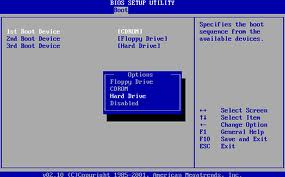 BIOS SETUP UTILITY
Boot
1st Boot Device [CDROM]
2nd Boot Device [Floppy Drive]
3rd Boot Device [Hard Drive]
Specifies the boot
sequence from the
available devices.
Options
Floppy Drive
CDROM
Hard Drive
Disabled
↔ Select Screen
↑↓ Select Item
+- Change Option
F1 General Help
F10 Save and Exit
ESC Exit
v02.10 (C)Copyright 1985-2001, American Megatrends, Inc.